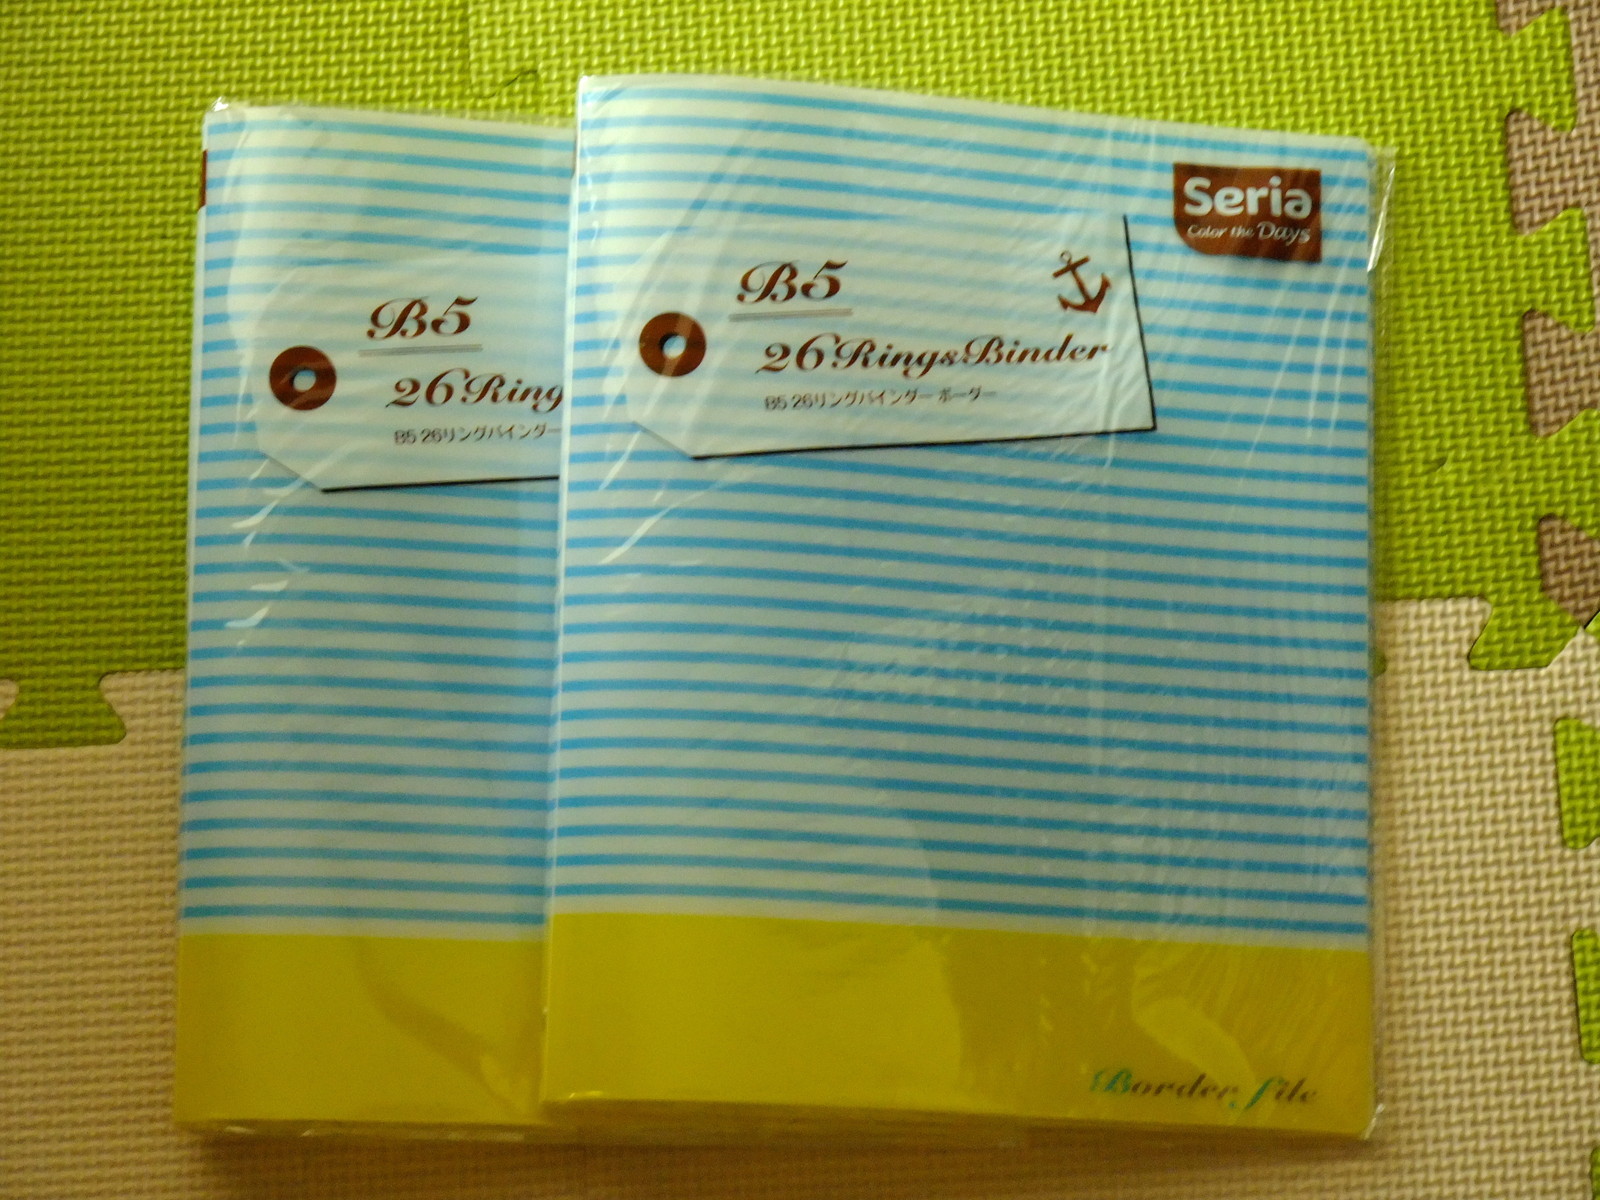 Seria
Color the Days
B5
26RingsBinder
B5 26リングバインダー ボーダー
Border file
B5
26Ring
B5 26リングバインダー